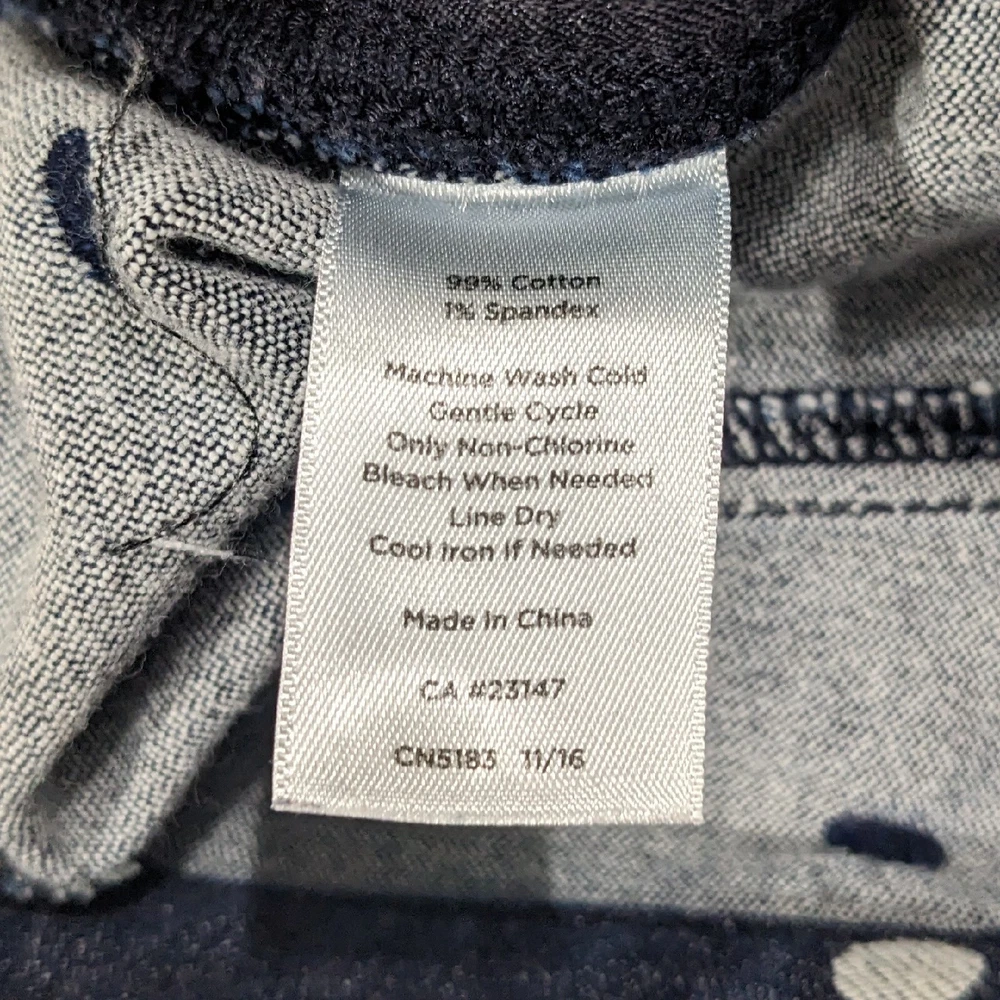 99% Cotton
1% Spandex
Machine Wash Cold
Gentle Cycle
Only Non-Chlorine
Bleach When Needed
Line Dry
Cool Iron If Needed
Made In China
CA #23147
CN5183 11/16